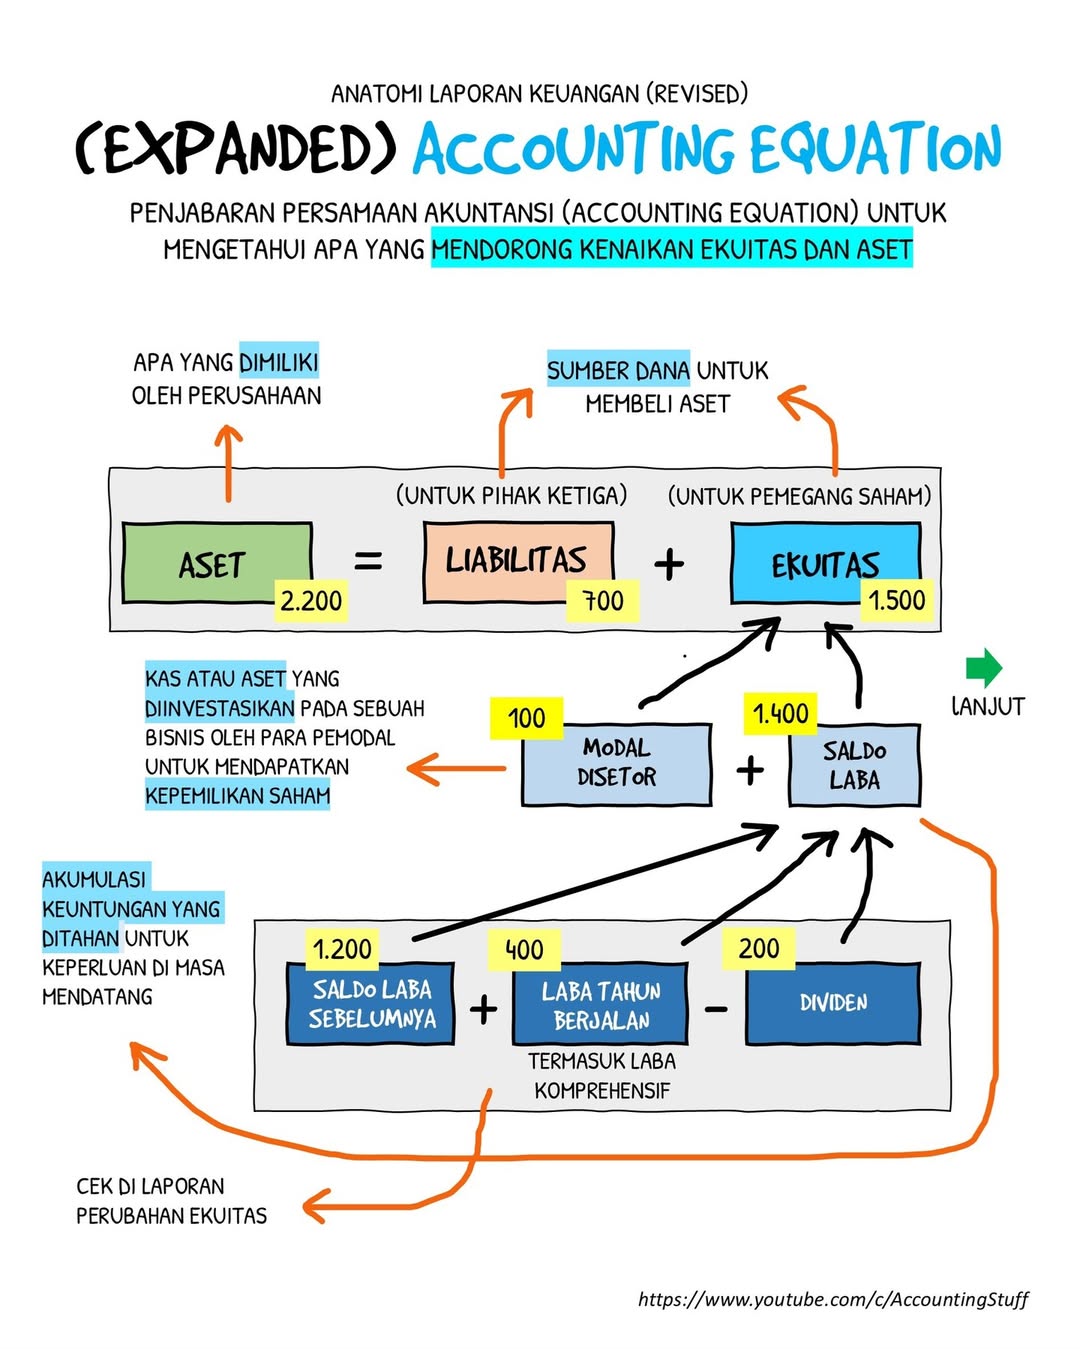 ANATOMI LAPORAN KEUANGAN (REVISED)
(EXPANDED) ACCOUNTING EQUATION
PENJABARAN PERSAMAAN AKUNTANSI (ACCOUNTING EQUATION) UNTUK
MENGETAHUI APA YANG MENDORONG KENAIKAN EKUITAS DAN ASET
APA YANG DIMILIKI
OLEH PERUSAHAAN
SUMBER DANA UNTUK
MEMBELI ASET
(UNTUK PIHAK KETIGA)
(UNTUK PEMEGANG SAHAM)
ASET
=
LIABILITAS
+
EKUITAS
2.200
700
1.500
KAS ATAU ASET YANG
DIINVESTASIKAN PADA SEBUAH
BISNIS OLEH PARA PEMODAL
UNTUK MENDAPATKAN
KEPEMILIKAN SAHAM
100
MODAL
DISETOR
+
1.400
SALDO
LABA
LANJUT
AKUMULASI
KEUNTUNGAN YANG
DITAHAN UNTUK
KEPERLUAN DI MASA
MENDATANG
1.200
SALDO LABA
SEBELUMNYA
+
400
LABA TAHUN
BERJALAN
-
200
DIVIDEN
TERMASUK LABA
KOMPREHENSIF
CEK DI LAPORAN
PERUBAHAN EKUITAS
https://www.youtube.com/c/AccountingStuff